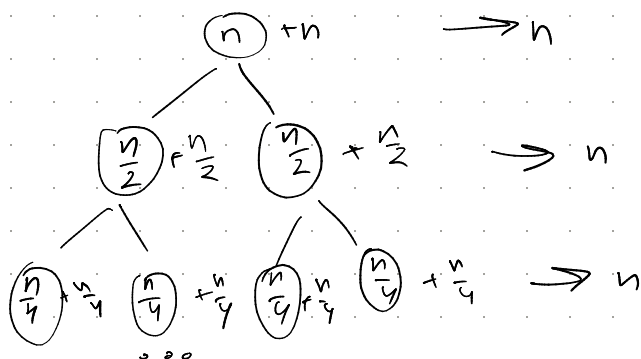 n +n → n
n/2 + n/2 n/2 + n/2 → n
n/4 + n/4 n/4 + n/4 n/4 + n/4 n/4 + n/4 → n
...